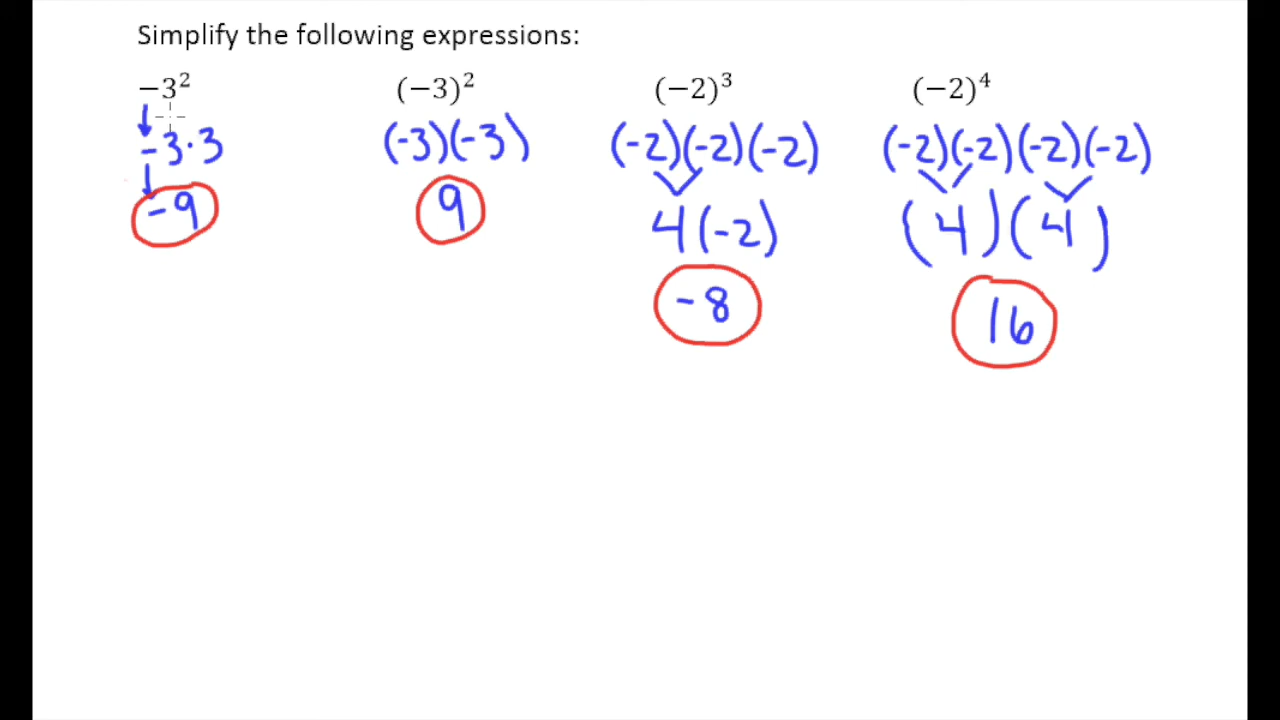 Simplify the following expressions:
−3² (−3)² (−2)³ (−2)⁴
-3·3 (-3)(-3) (-2)(-2)(-2) (-2)(-2)(-2)(-2)
-9 9 4(-2) (4)(4)
-8 16